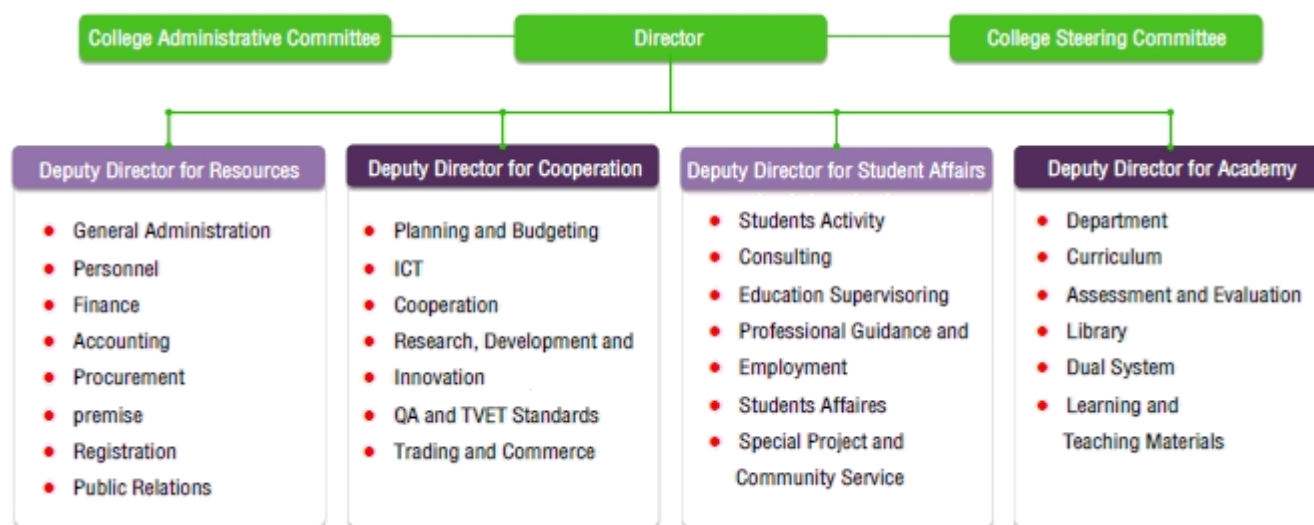 College Administrative Committee
Director
College Steering Committee
Deputy Director for Resources
General Administration
Personnel
Finance
Accounting
Procurement
premise
Registration
Public Relations
Deputy Director for Cooperation
Planning and Budgeting
ICT
Cooperation
Research, Development and
Innovation
QA and TVET Standards
Trading and Commerce
Deputy Director for Student Affairs
Students Activity
Consulting
Education Supervisoring
Professional Guidance and
Employment
Students Affaires
Special Project and
Community Service
Deputy Director for Academy
Department
Curriculum
Assessment and Evaluation
Library
Dual System
Learning and
Teaching Materials